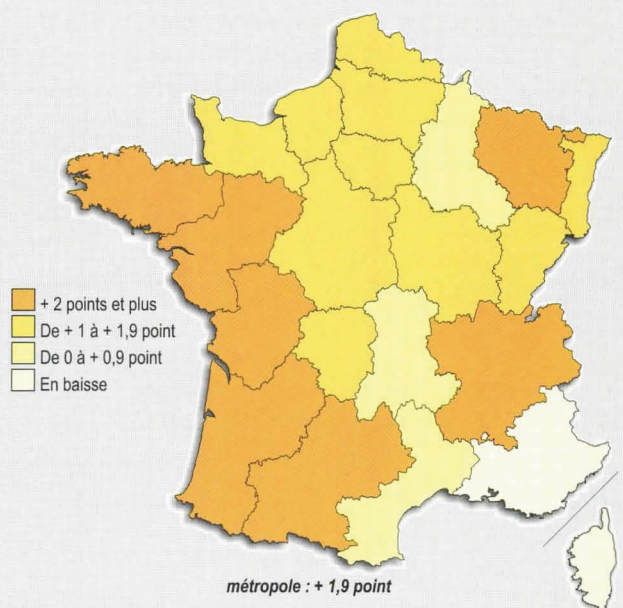 + 2 points et plus
De + 1 à + 1,9 point
De 0 à + 0,9 point
En baisse
métropole : + 1,9 point